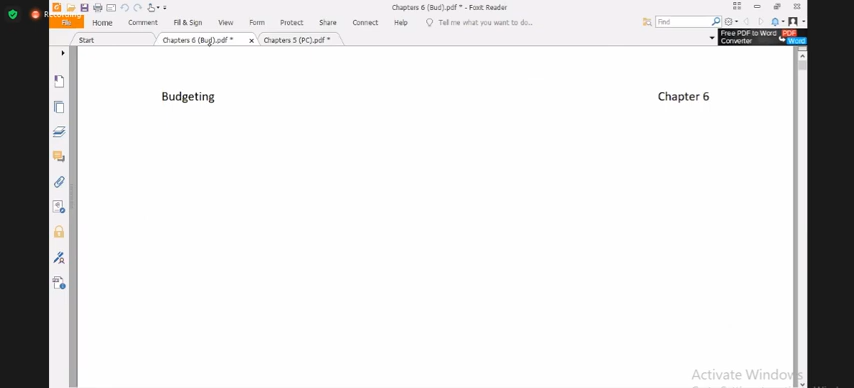 Recording
Chapters 6 (Bud).pdf * - Foxit Reader
File Home Comment Fill & Sign View Form Protect Share Connect Help Tell me what you want to do... Find
Start Chapters 6 (Bud).pdf * Chapters 5 (PC).pdf *
Free PDF to Word PDF
Converter Word
Budgeting Chapter 6
Activate Windows